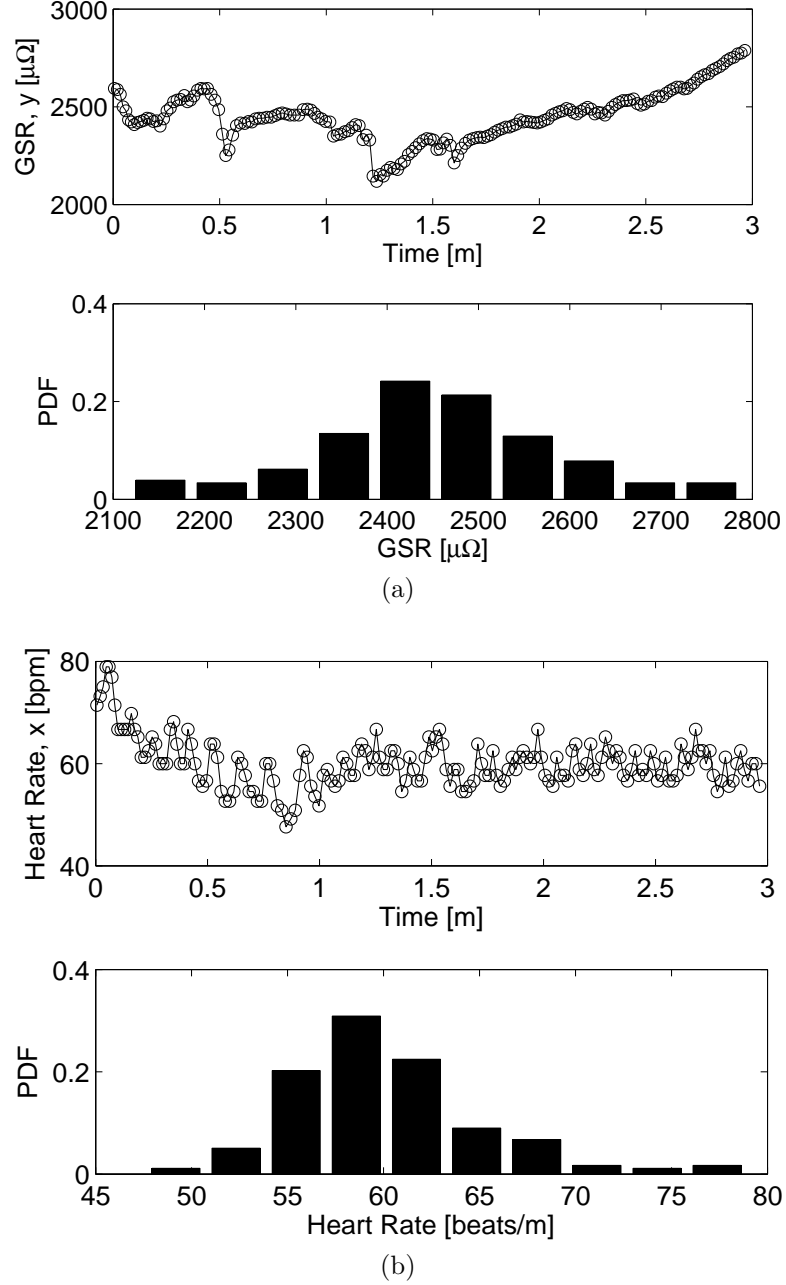 3000
2500
2000
GSR, y [μΩ]
0 0.5 1 1.5 2 2.5 3
Time [m]
0.4
0.2
0
PDF
2100 2200 2300 2400 2500 2600 2700 2800
GSR [μΩ]
(a)
80
60
40
Heart Rate, x [bpm]
0 0.5 1 1.5 2 2.5 3
Time [m]
0.4
0.2
0
PDF
45 50 55 60 65 70 75 80
Heart Rate [beats/m]
(b)